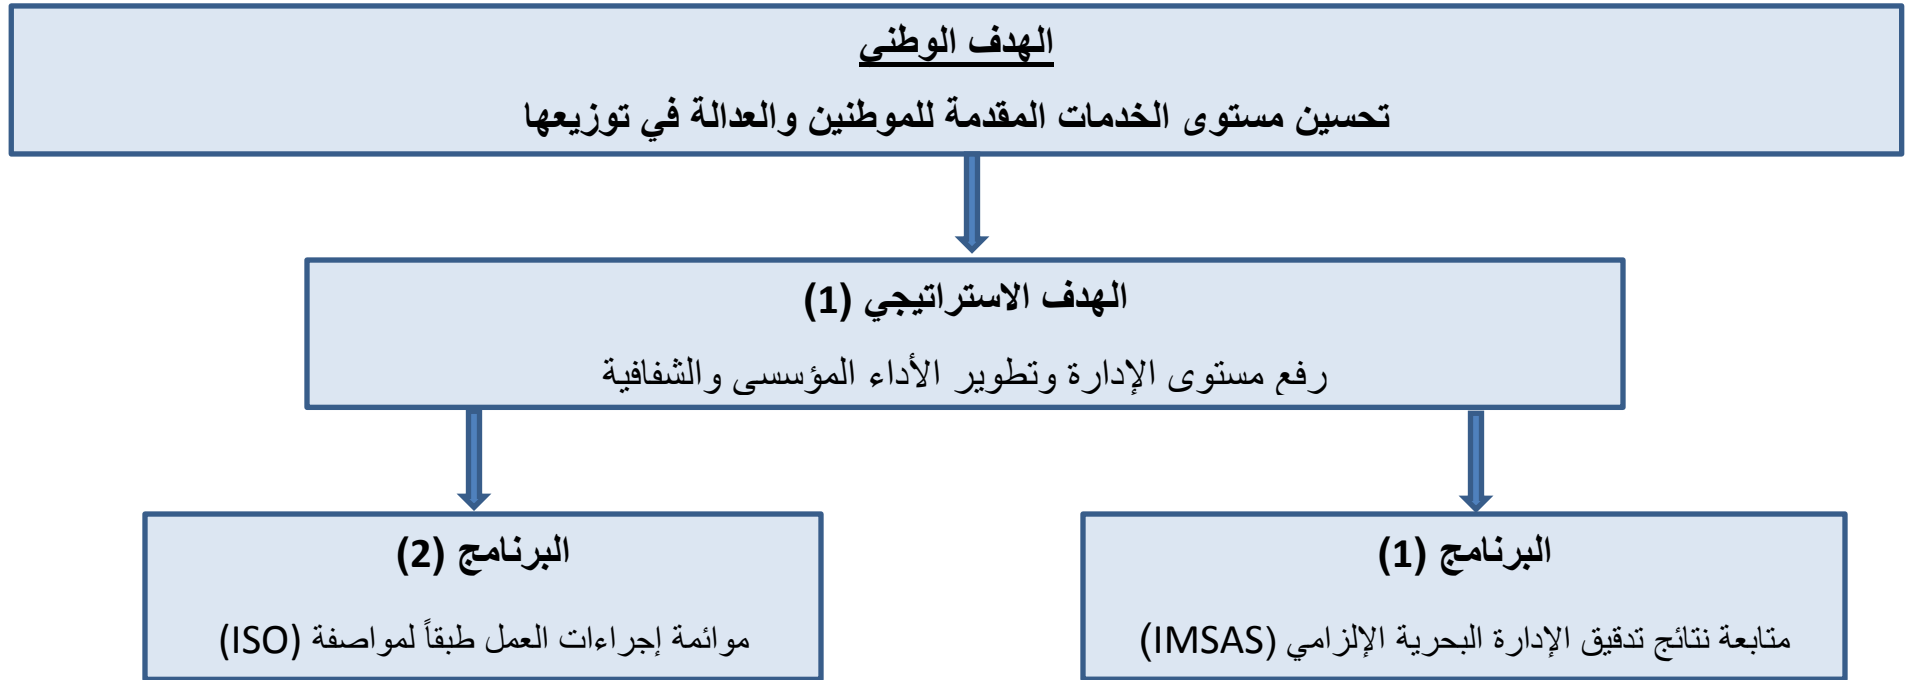 الهدف الوطني
تحسين مستوى الخدمات المقدمة للموطنين والعدالة في توزيعها
الهدف الاستراتيجي (1)
رفع مستوى الإدارة وتطوير الأداء المؤسسي والشفافية
البرنامج (1)
متابعة نتائج تدقيق الإدارة البحرية الإلزامي (IMSAS)
البرنامج (2)
موائمة إجراءات العمل طبقاً لمواصفة (ISO)